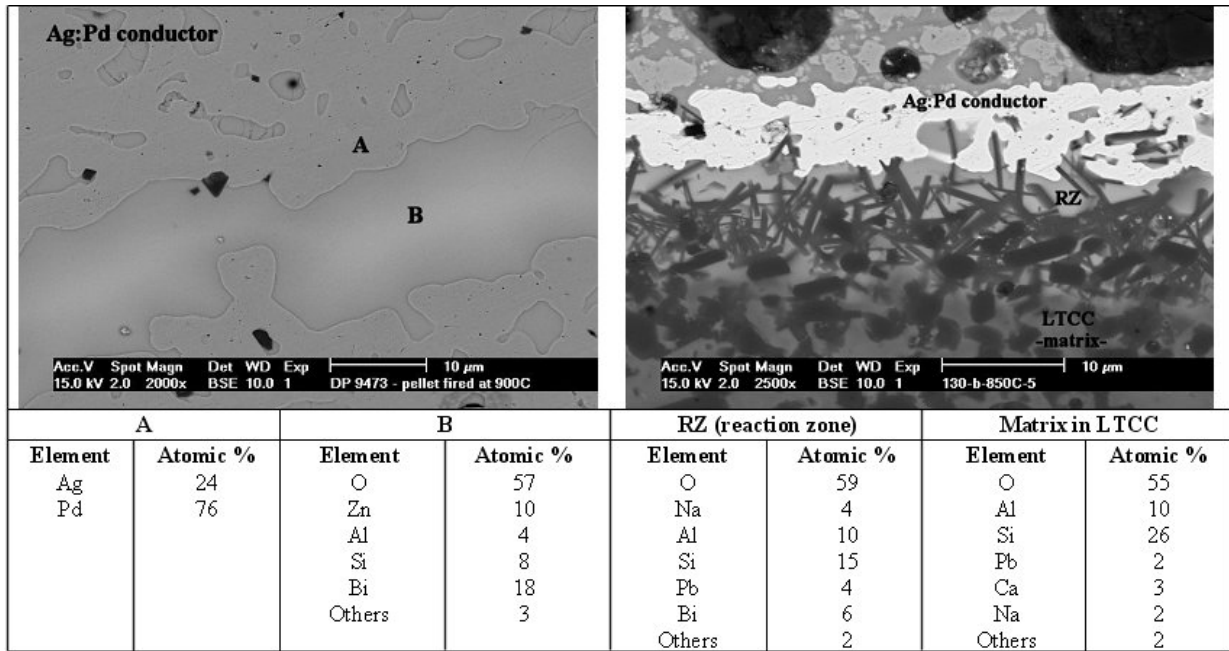 Ag:Pd conductor
A
B
Acc.V Spot Magn Det WD Exp
15.0 kV 2.0 2000x BSE 10.0 1
10 µm
DP 9473 - pellet fired at 900C
Ag:Pd conductor
RZ
LTCC
-matrix-
Acc.V Spot Magn Det WD Exp
15.0 kV 2.0 2500x BSE 10.0 1
10 µm
130-b-850C-5
A B RZ (reaction zone) Matrix in LTCC
Element Atomic % Element Atomic % Element Atomic % Element Atomic %
Ag 24 O 57 O 59 O 55
Pd 76 Zn 10 Na 4 Al 10
Al 4 Al 10 Si 26
Si 8 Si 15 Pb 2
Bi 18 Pb 4 Ca 3
Others 3 Bi 6 Na 2
Others 2 Others 2